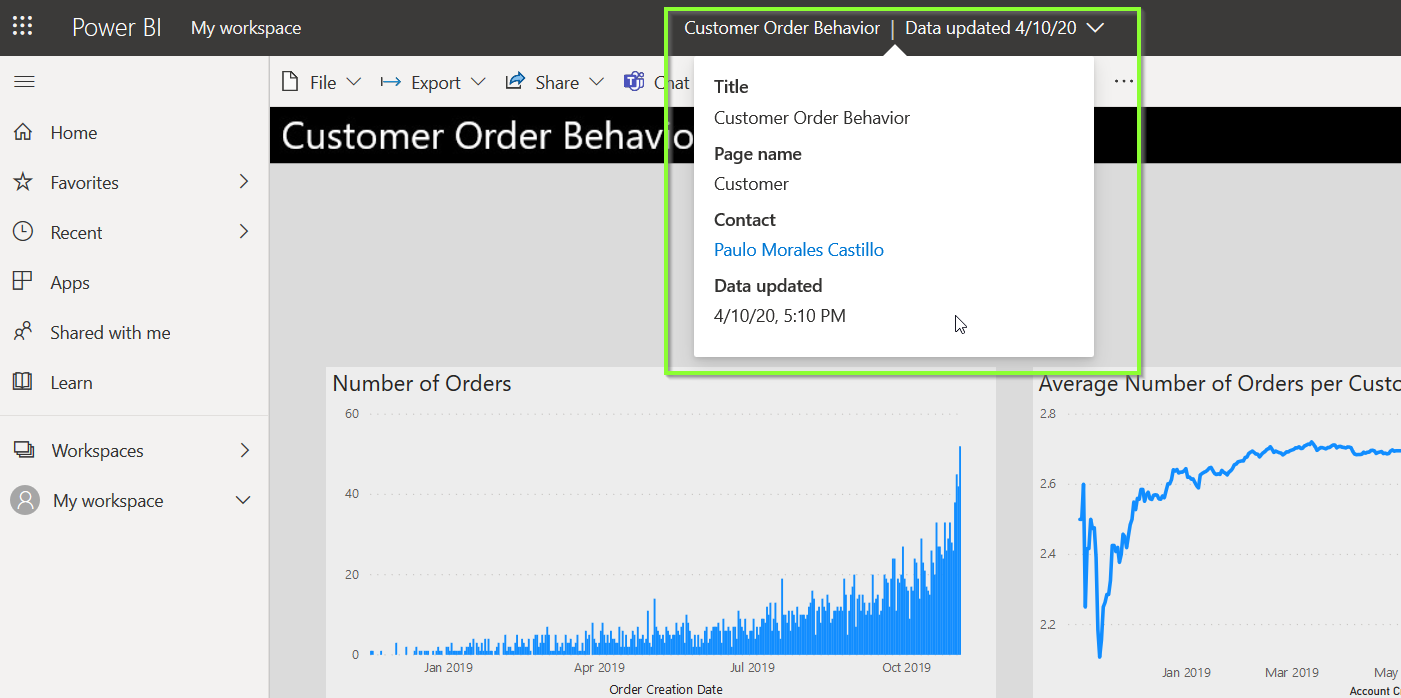 Power BI My workspace Customer Order Behavior | Data updated 4/10/20
File Export Share Chat ...
Home
Favorites
Recent
Apps
Shared with me
Learn
Workspaces
My workspace
Customer Order Behavio
Title
Customer Order Behavior
Page name
Customer
Contact
Paulo Morales Castillo
Data updated
4/10/20, 5:10 PM
Number of Orders
60
40
20
0
Jan 2019 Apr 2019 Jul 2019 Oct 2019
Order Creation Date
Average Number of Orders per Custo
2.8
2.6
2.4
2.2
Jan 2019 Mar 2019 May
Account C